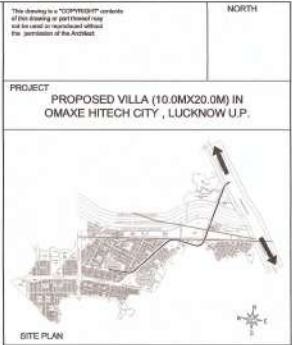 This drawing is a "COPYRIGHT" contents
of this drawing or part thereof may
not be used or reproduced without
the permission of the Architect
NORTH
PROJECT
PROPOSED VILLA (10.0MX20.0M) IN
OMAXE HITECH CITY , LUCKNOW U.P.
SITE PLAN